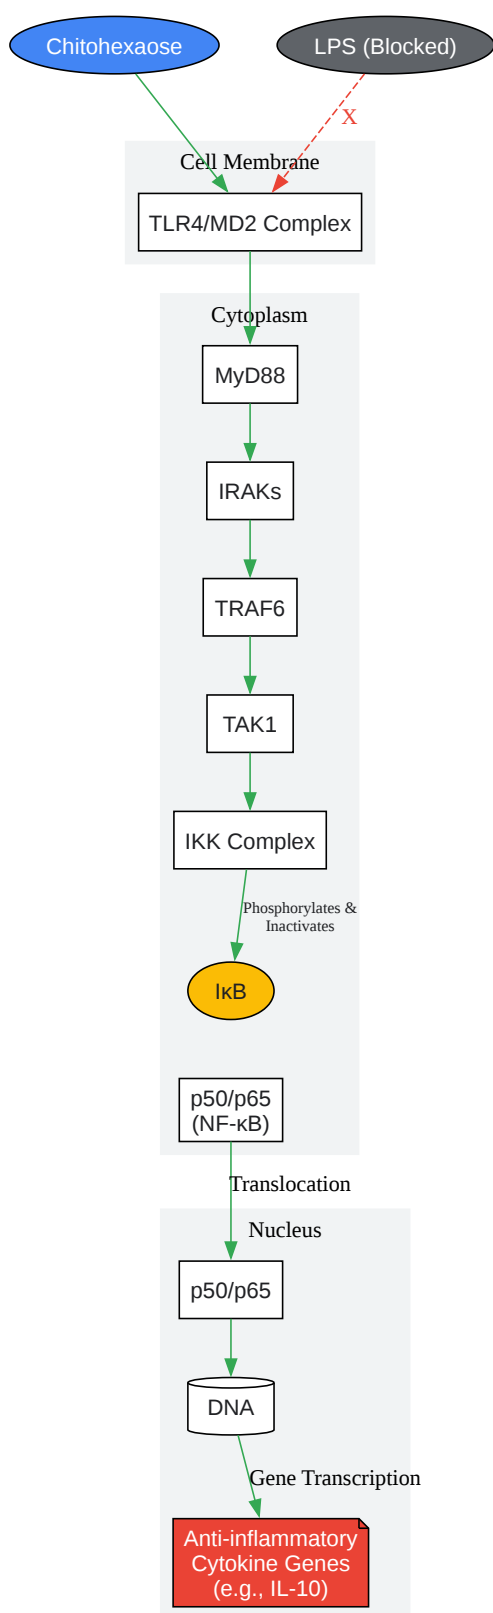 Chitohexaose
LPS (Blocked)
X
Cell Membrane
TLR4/MD2 Complex
Cytoplasm
MyD88
IRAKs
TRAF6
TAK1
IKK Complex
Phosphorylates &
Inactivates
IκB
p50/p65
(NF-κB)
Translocation
Nucleus
p50/p65
DNA
Gene Transcription
Anti-inflammatory
Cytokine Genes
(e.g., IL-10)